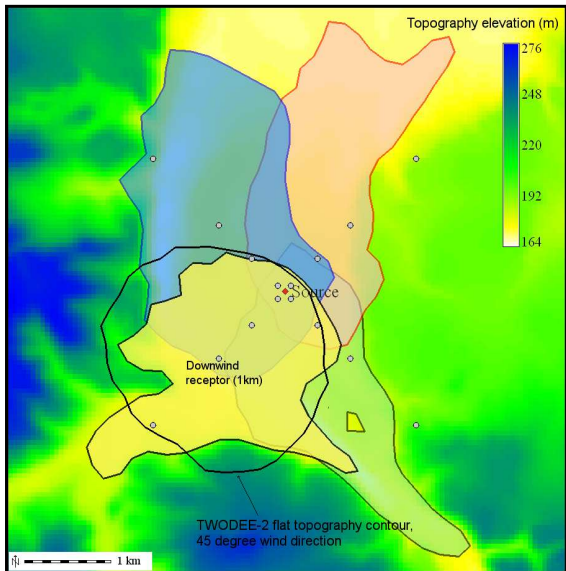 Topography elevation (m)
276
248
220
192
164
Source
Downwind
receptor (1km)
TWODEE-2 flat topography contour,
45 degree wind direction
N
1 km